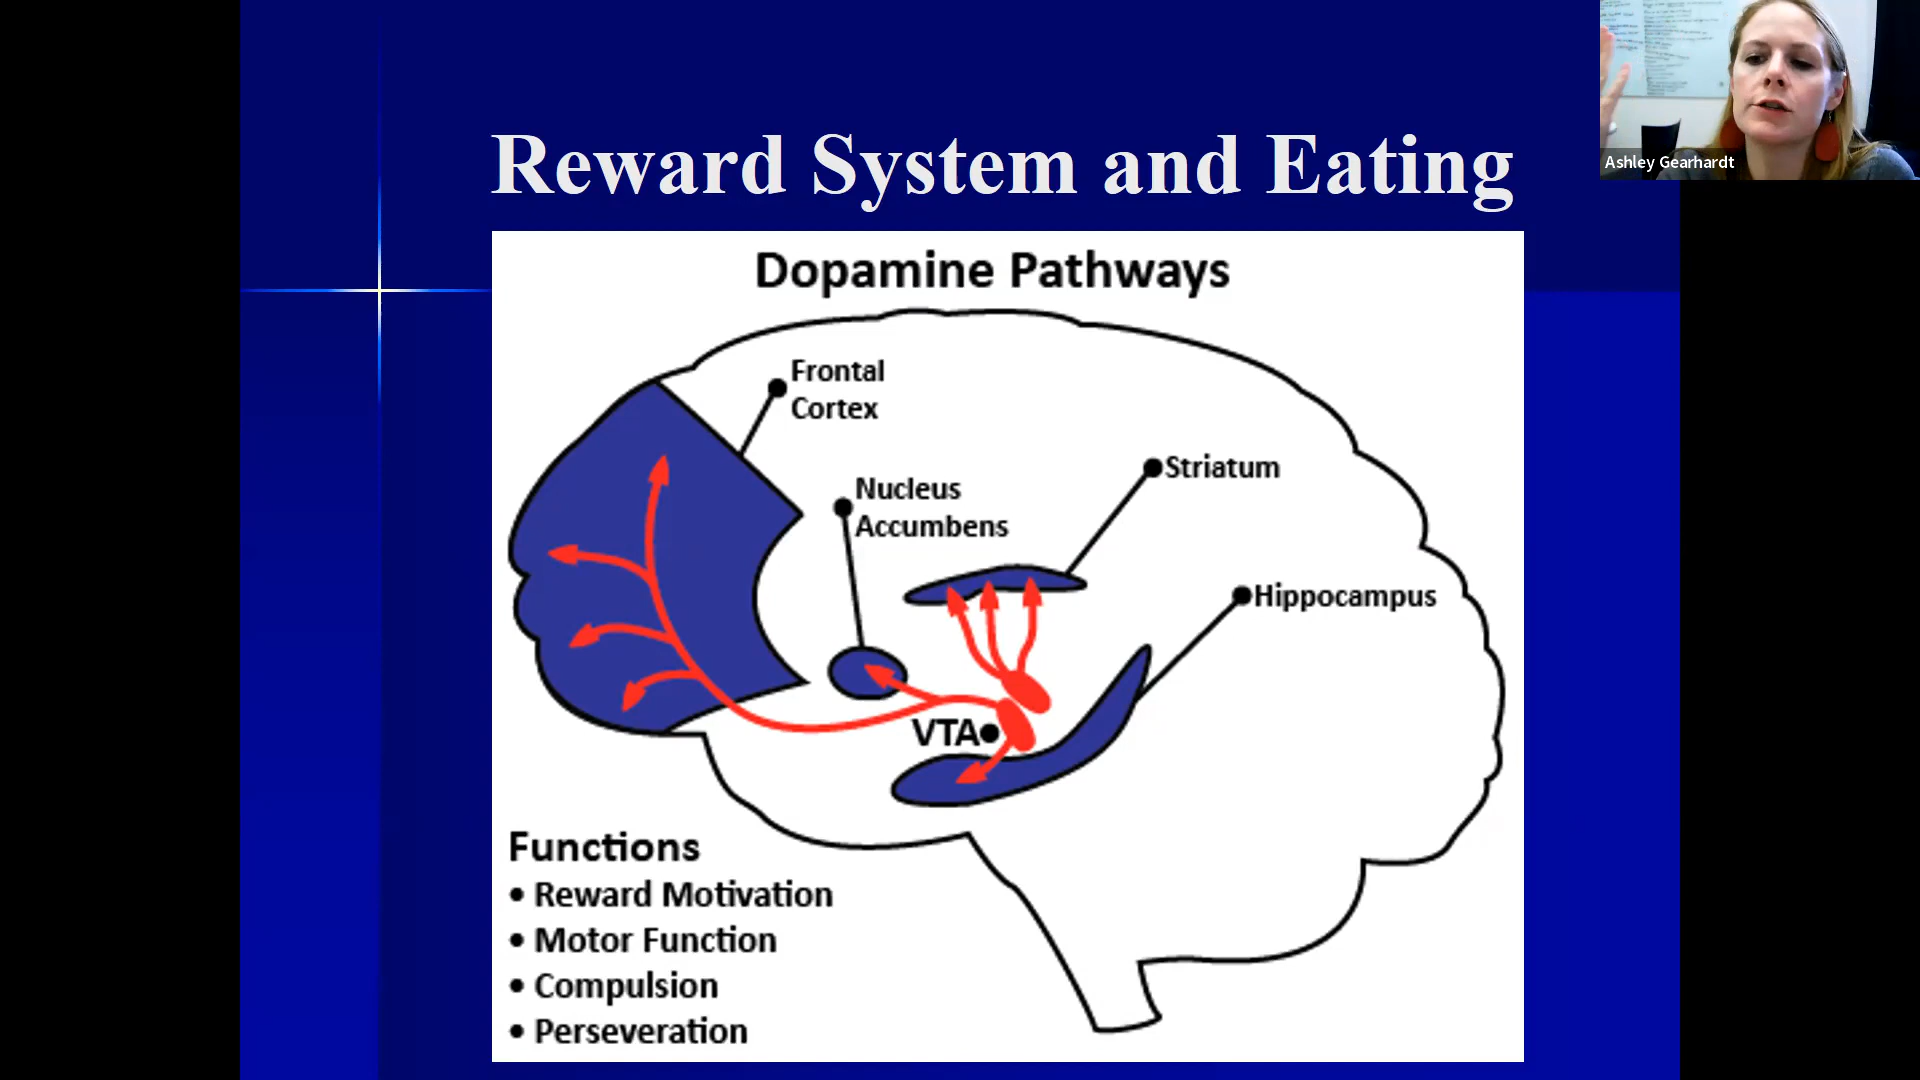 Reward System and Eating
Ashley Gearhardt
Dopamine Pathways
Frontal
Cortex
Nucleus
Accumbens
Striatum
Hippocampus
VTA
Functions
• Reward Motivation
• Motor Function
• Compulsion
• Perseveration